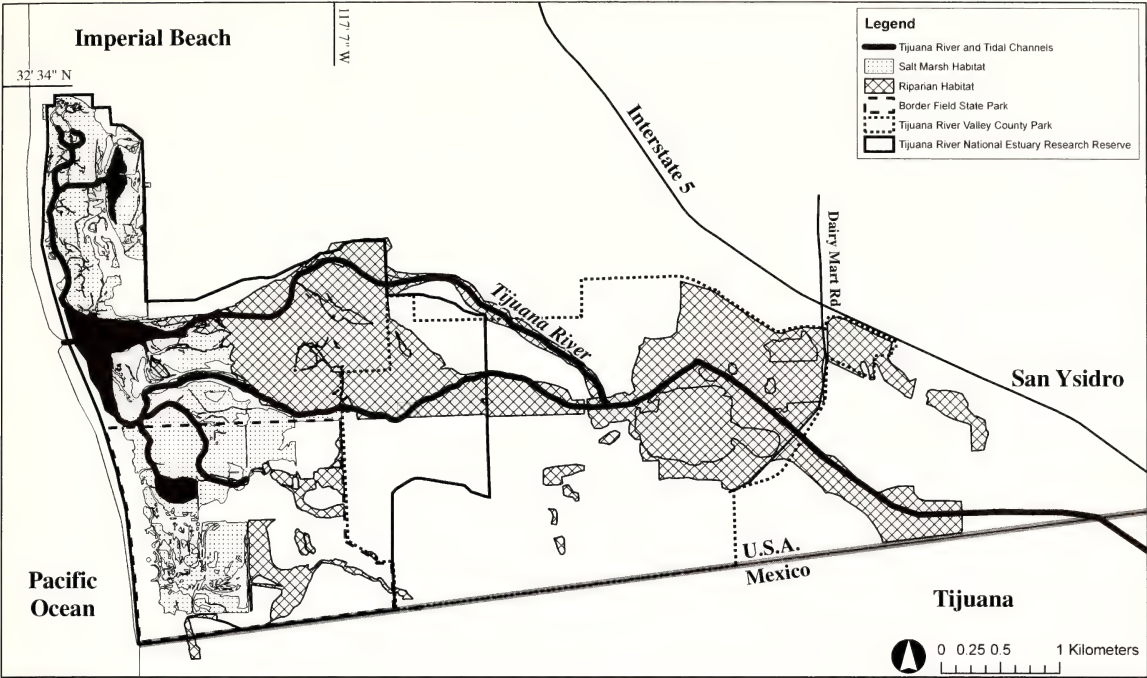 Imperial Beach
117' 7" W
32' 34" N
Legend
Tijuana River and Tidal Channels
Salt Marsh Habitat
Riparian Habitat
Border Field State Park
Tijuana River Valley County Park
Tijuana River National Estuary Research Reserve
Interstate 5
Dairy Mart Rd
Tijuana River
San Ysidro
U.S.A.
Mexico
Pacific
Ocean
Tijuana
0 0.25 0.5 1 Kilometers